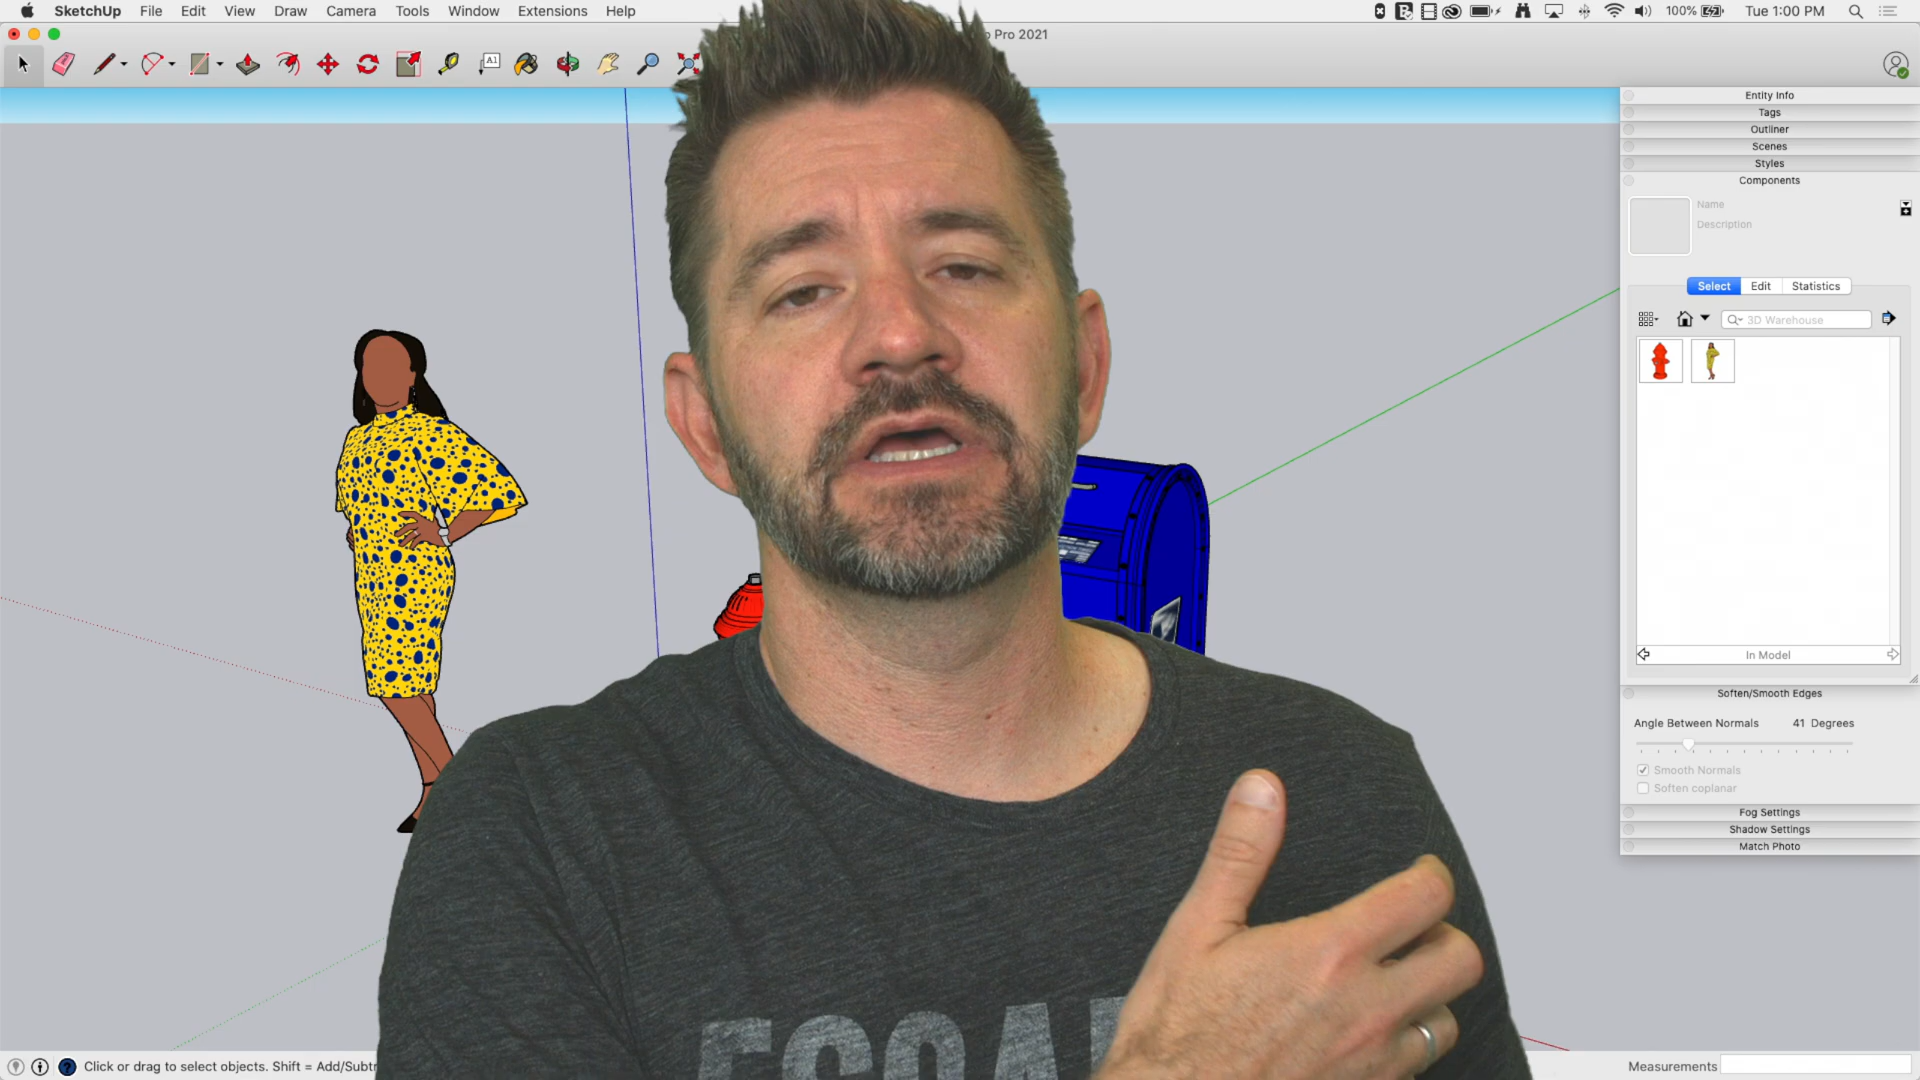 SketchUp File Edit View Draw Camera Tools Window Extensions Help 100% Tue 1:00 PM
Pro 2021
A1
Entity Info
Tags
Outliner
Scenes
Styles
Components
Name
Description
Select Edit Statistics
3D Warehouse
In Model
Soften/Smooth Edges
Angle Between Normals 41 Degrees
Smooth Normals
Soften coplanar
Fog Settings
Shadow Settings
Match Photo
Click or drag to select objects. Shift = Add/Subtr
Measurements